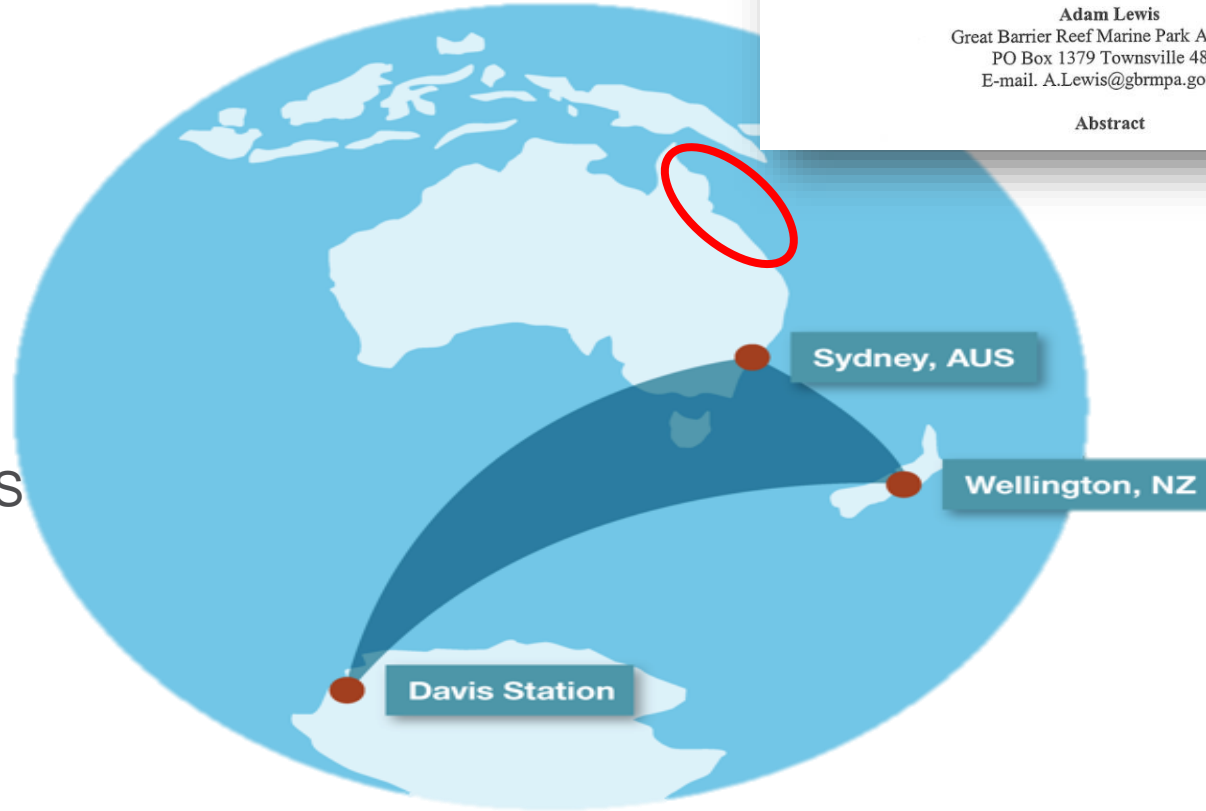 Adam Lewis
Great Barrier Reef Marine Park A
PO Box 1379 Townsville 48
E-mail. A.Lewis@gbrmpa.go
Abstract
Sydney, AUS
S
Wellington, NZ
Davis Station